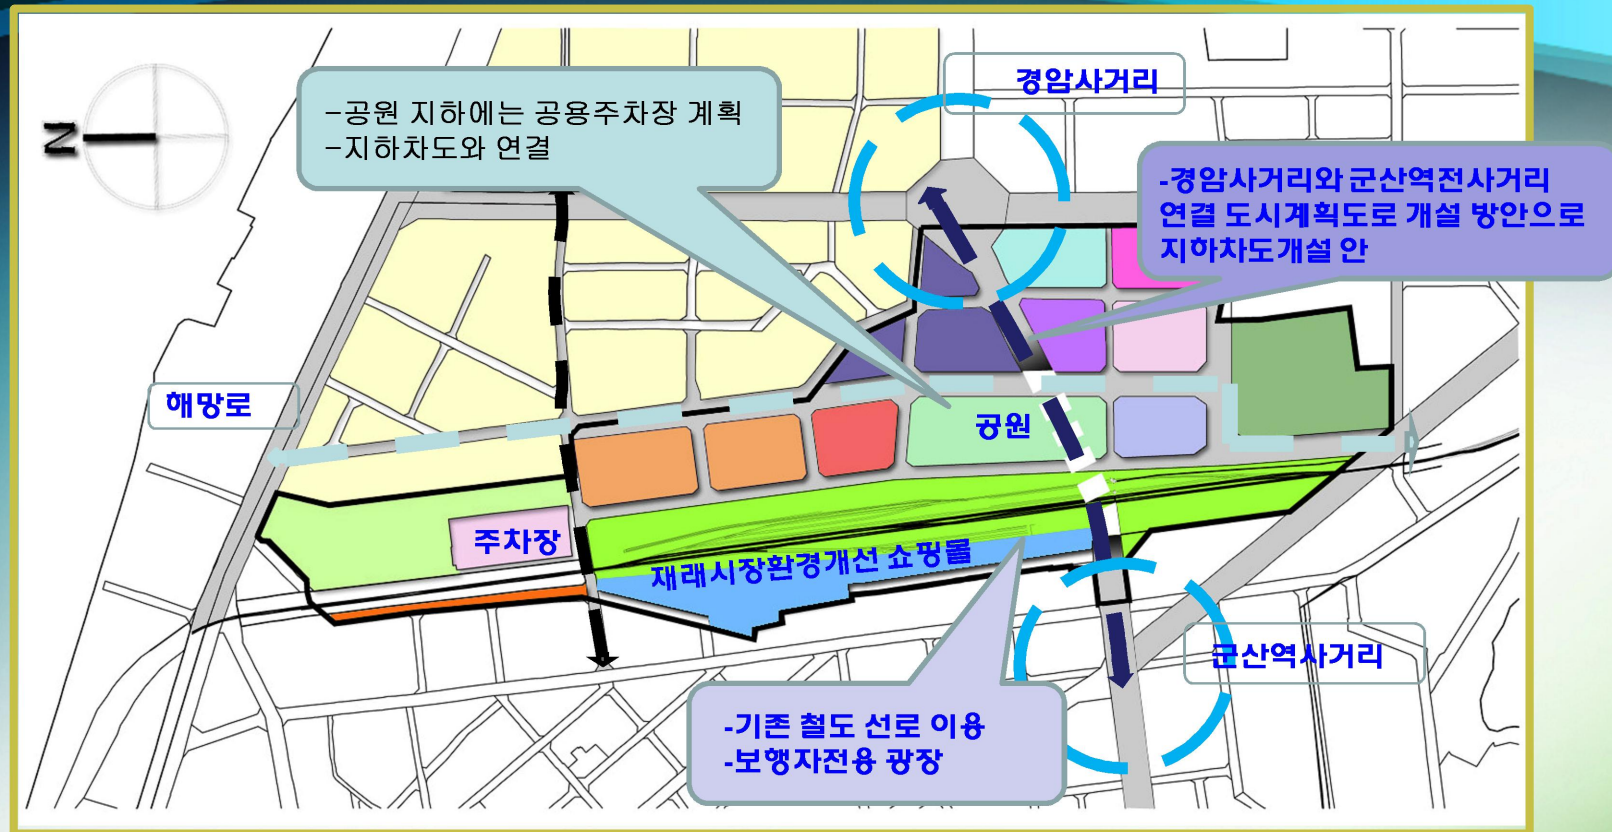 경암사거리
-공원 지하에는 공용주차장 계획
-지하차도와 연결
N
-경암사거리와 군산역전사거리
연결 도시계획도로 개설 방안으로
지하차도개설 안
해망로
공원
주차장
재래시장환경개선 쇼핑몰
군산역사거리
-기존 철도 선로 이용
-보행자전용 광장